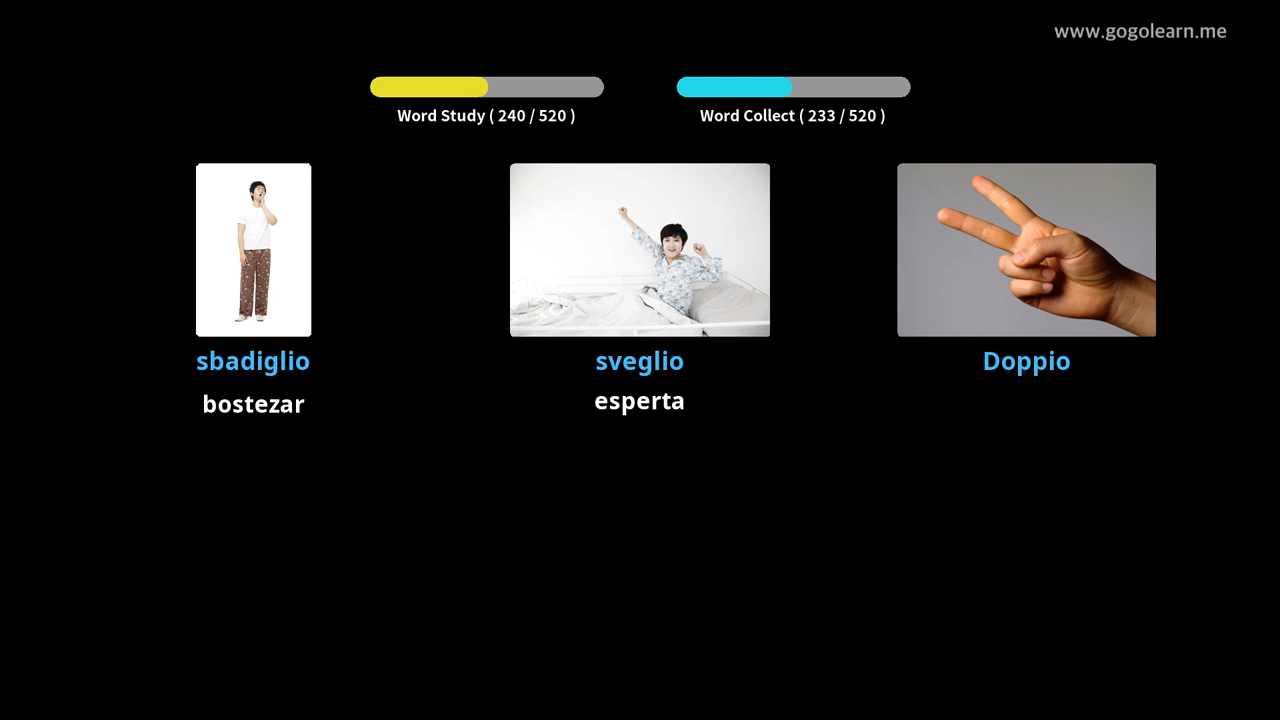 www.gogolearn.me
Word Study ( 240 / 520 )
Word Collect ( 233 / 520 )
sbadiglio
sveglio
Doppio
bostezar
esperta